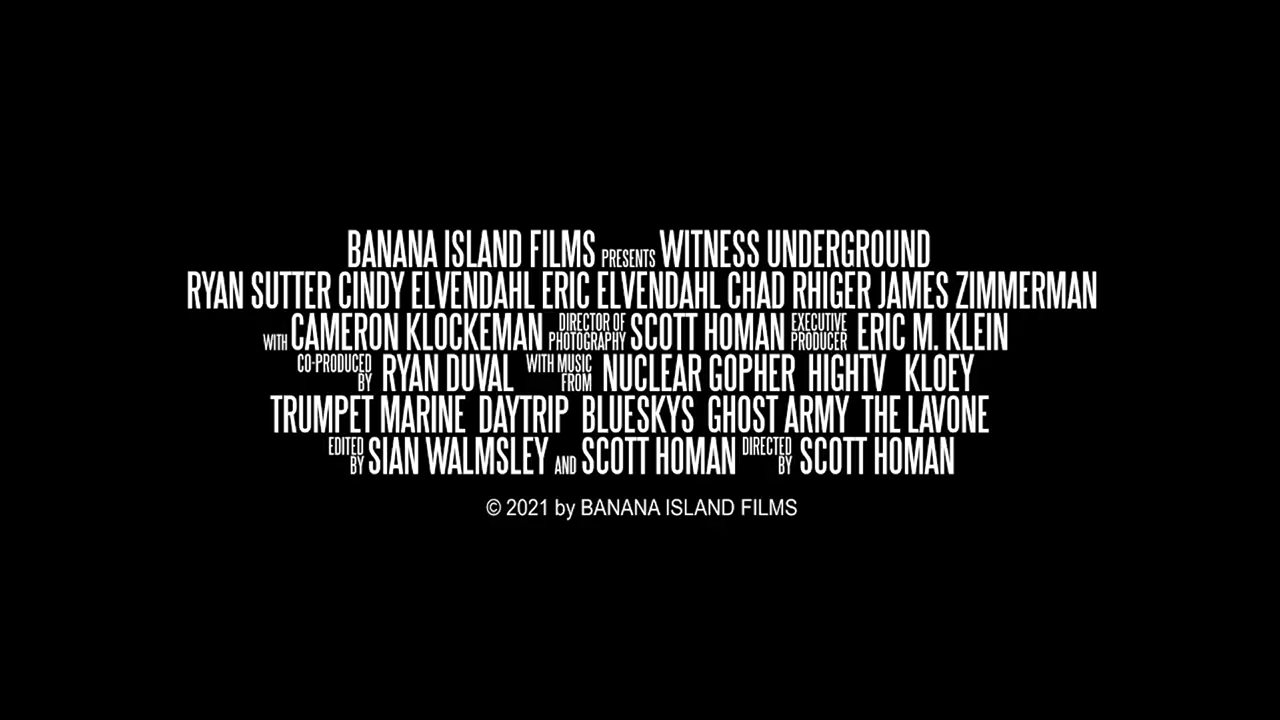 BANANA ISLAND FILMS PRESENTS WITNESS UNDERGROUND
RYAN SUTTER CINDY ELVENDAHL ERIC ELVENDAHL CHAD RHIGER JAMES ZIMMERMAN
WITH CAMERON KLOCKEMAN DIRECTOR OF PHOTOGRAPHY SCOTT HOMAN EXECUTIVE PRODUCER ERIC M. KLEIN
CO-PRODUCED BY RYAN DUVAL WITH MUSIC FROM NUCLEAR GOPHER HIGHTV KLOEY
TRUMPET MARINE DAYTRIP BLUESKYS GHOST ARMY THE LAVONE
EDITED BY SIAN WALMSLEY AND SCOTT HOMAN DIRECTED BY SCOTT HOMAN
© 2021 by BANANA ISLAND FILMS